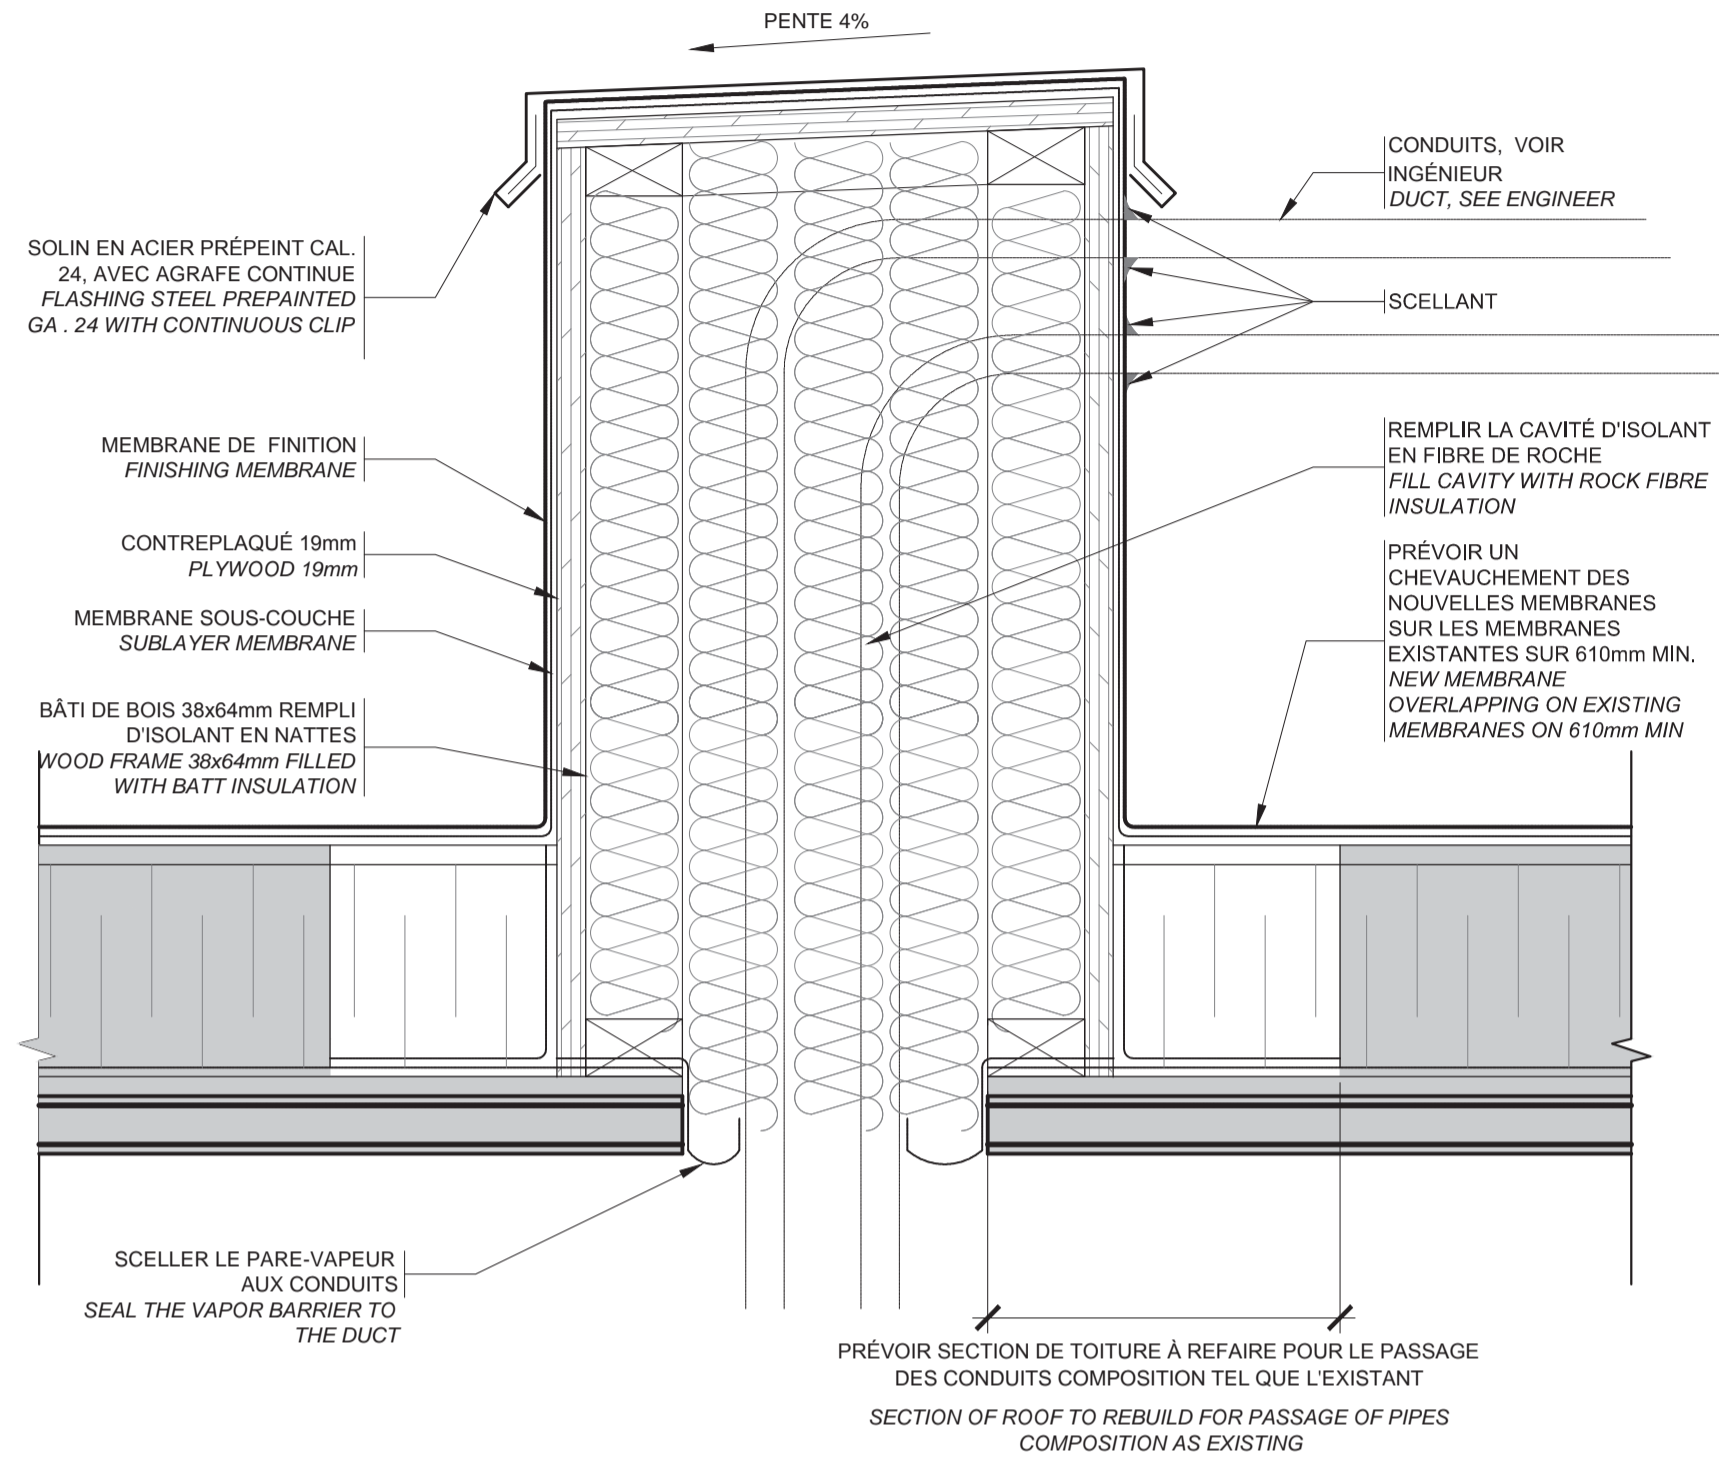 PENTE 4%
SOLIN EN ACIER PRÉPEINT CAL.
24, AVEC AGRAFE CONTINUE
FLASHING STEEL PREPAINTED
GA . 24 WITH CONTINUOUS CLIP
MEMBRANE DE FINITION
FINISHING MEMBRANE
CONTREPLAQUÉ 19mm
PLYWOOD 19mm
MEMBRANE SOUS-COUCHE
SUBLAYER MEMBRANE
BÂTI DE BOIS 38x64mm REMPLI
D'ISOLANT EN NATTES
WOOD FRAME 38x64mm FILLED
WITH BATT INSULATION
SCELLER LE PARE-VAPEUR
AUX CONDUITS
SEAL THE VAPOR BARRIER TO
THE DUCT
CONDUITS, VOIR
INGÉNIEUR
DUCT, SEE ENGINEER
SCELLANT
REMPLIR LA CAVITÉ D'ISOLANT
EN FIBRE DE ROCHE
FILL CAVITY WITH ROCK FIBRE
INSULATION
PRÉVOIR UN
CHEVAUCHEMENT DES
NOUVELLES MEMBRANES
SUR LES MEMBRANES
EXISTANTES SUR 610mm MIN.
NEW MEMBRANE
OVERLAPPING ON EXISTING
MEMBRANES ON 610mm MIN
PRÉVOIR SECTION DE TOITURE À REFAIRE POUR LE PASSAGE
DES CONDUITS COMPOSITION TEL QUE L'EXISTANT
SECTION OF ROOF TO REBUILD FOR PASSAGE OF PIPES
COMPOSITION AS EXISTING